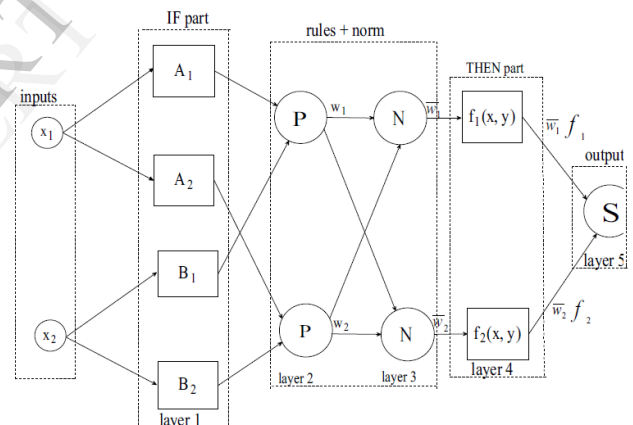 IF part
rules + norm
THEN part
inputs
output
x1
x2
A1
A2
B1
B2
P
P
w1
w2
N
N
w̅1
w̅2
f1(x, y)
f2(x, y)
w̅1 f1
w̅2 f2
S
layer 1
layer 2
layer 3
layer 4
layer 5